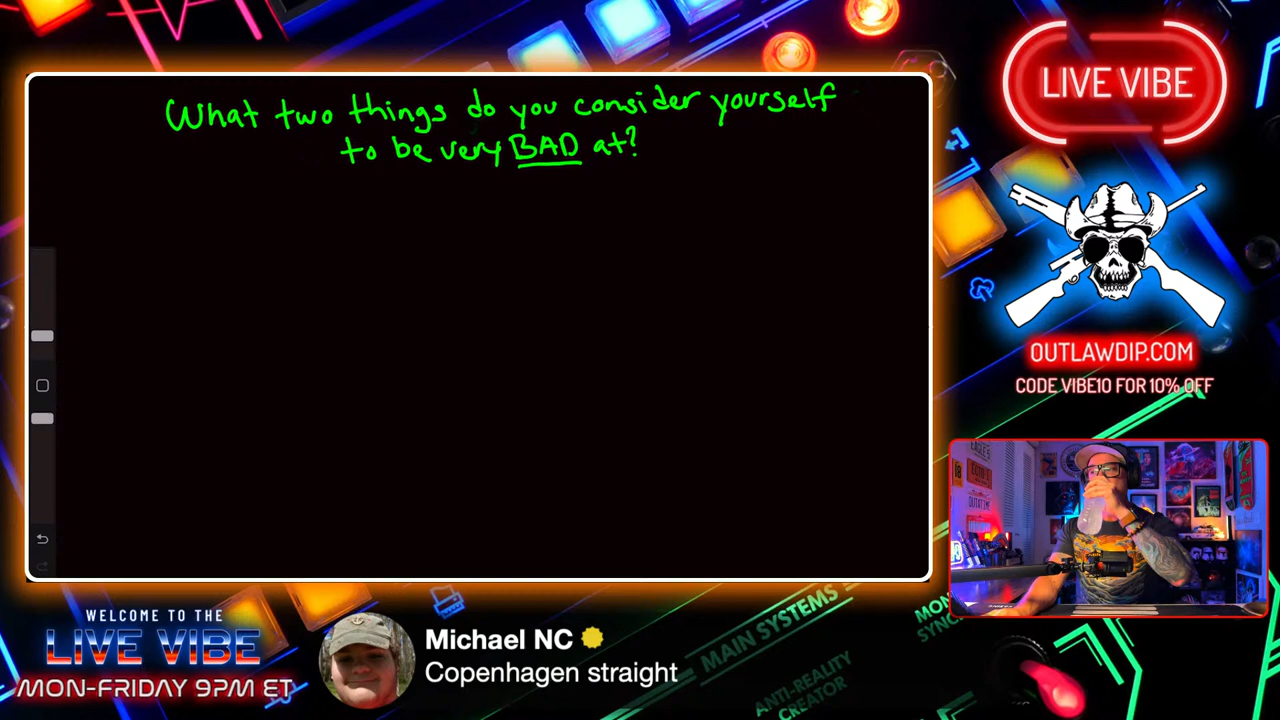 What two things do you consider yourself
to be very BAD at?
LIVE VIBE
OUTLAWDIP.COM
CODE VIBE10 FOR 10% OFF
WELCOME TO THE
LIVE VIBE
MON-FRIDAY 9PM ET
Michael NC
Copenhagen straight
MAIN SYSTEMS
ANTI-REALITY
CREATOR